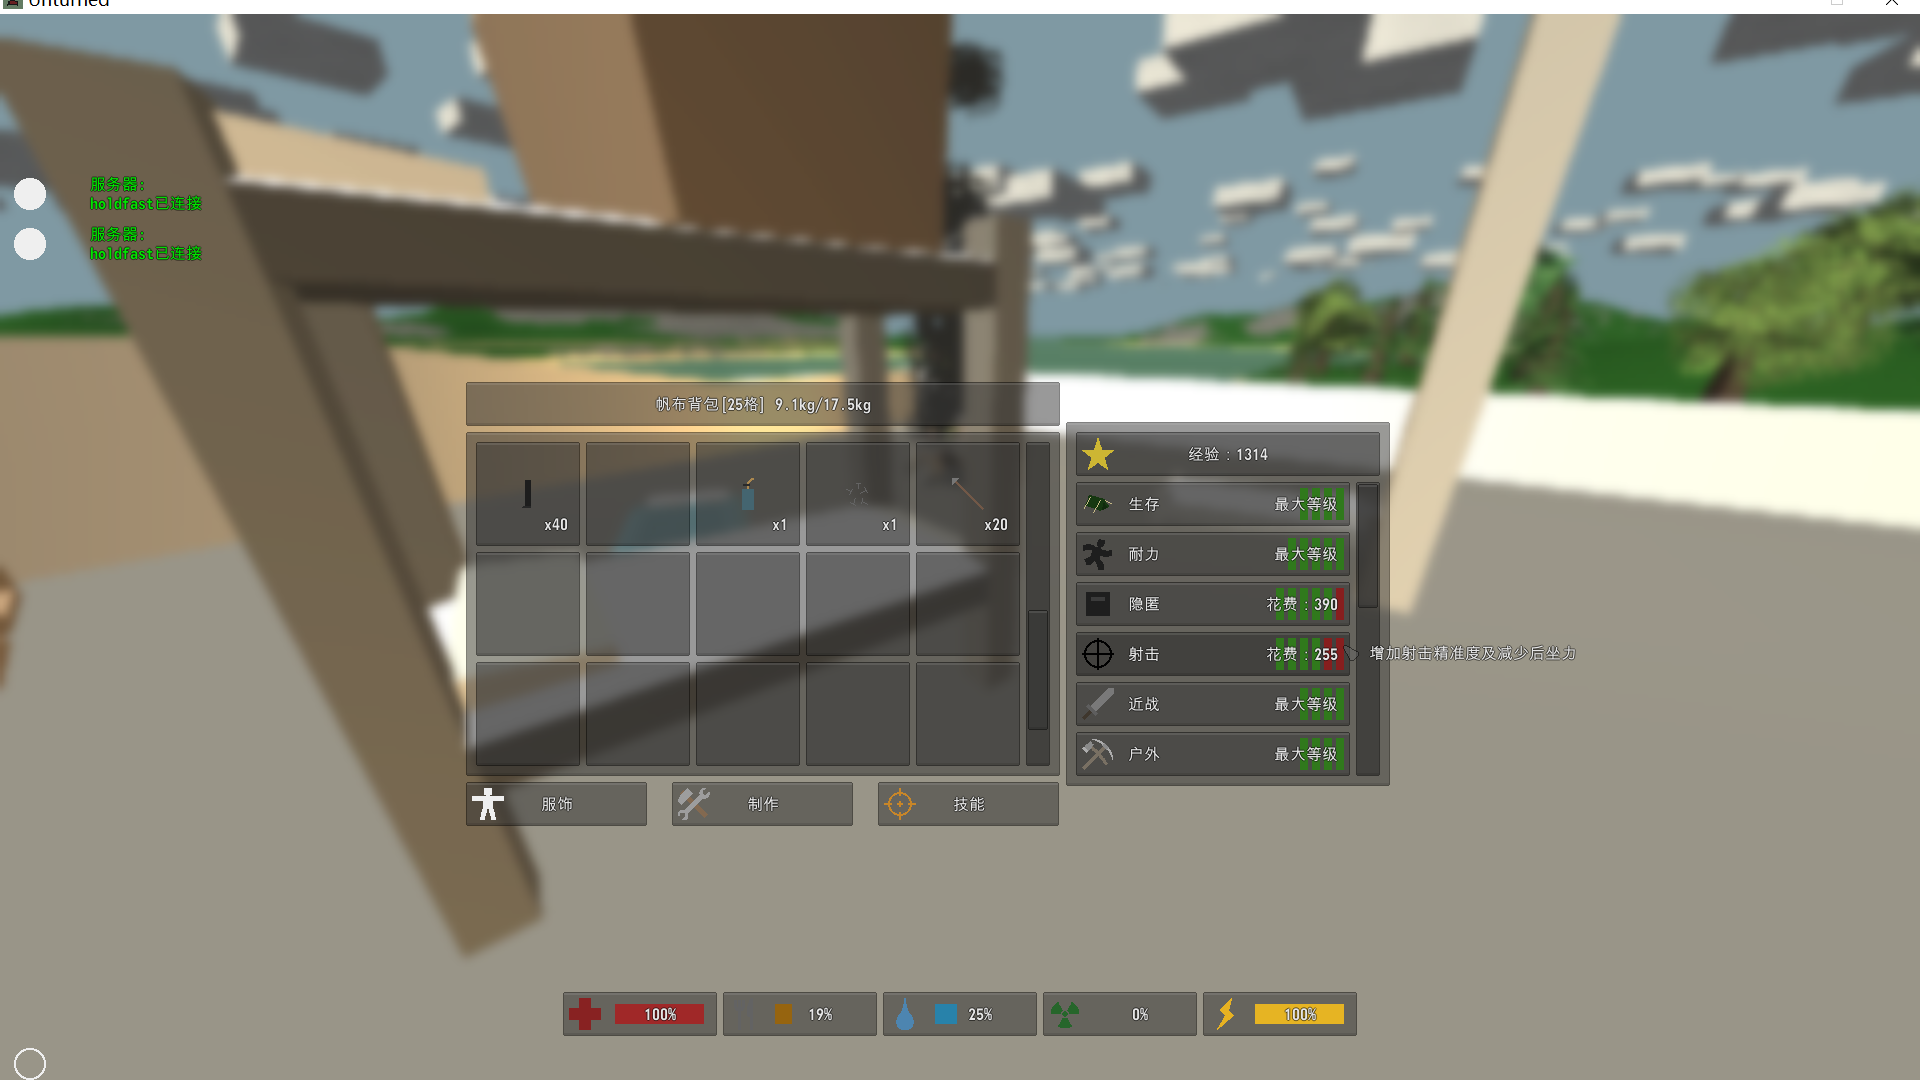 Unturned
服务器:
holdfast已连接
服务器:
holdfast已连接
帆布背包[25格] 9.1kg/17.5kg
x40
x1
x1
x20
经验 : 1314
生存 最大等级
耐力 最大等级
隐匿 花费 : 390
射击 花费 : 255
增加射击精准度及减少后坐力
近战 最大等级
户外 最大等级
服饰
制作
技能
100%
19%
25%
0%
100%